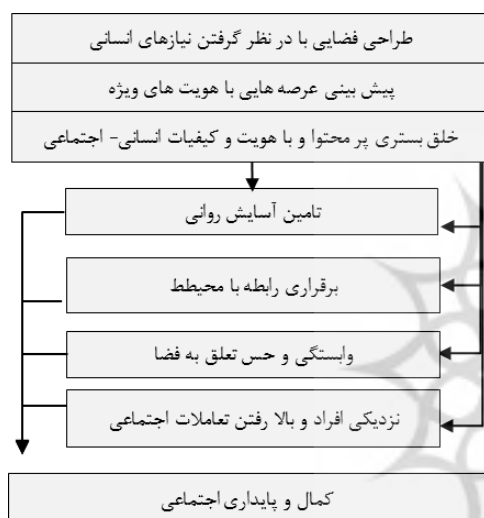 طراحی فضایی با در نظر گرفتن نیازهای انسانی
پیش بینی عرصه هایی با هویت های ویژه
خلق بستری پر محتوا و با هویت و کیفیات انسانی- اجتماعی
تامین آسایش روانی
برقراری رابطه با محیطط
وابستگی و حس تعلق به فضا
نزدیکی افراد و بالا رفتن تعاملات اجتماعی
کمال و پایداری اجتماعی